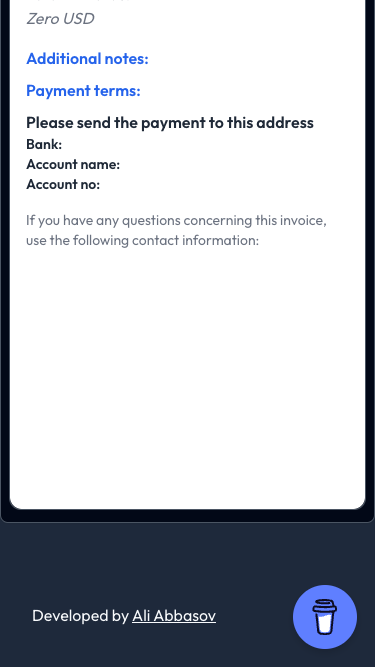 Zero USD
Additional notes:
Payment terms:
Please send the payment to this address
Bank:
Account name:
Account no:
If you have any questions concerning this invoice,
use the following contact information:
Developed by Ali Abbasov